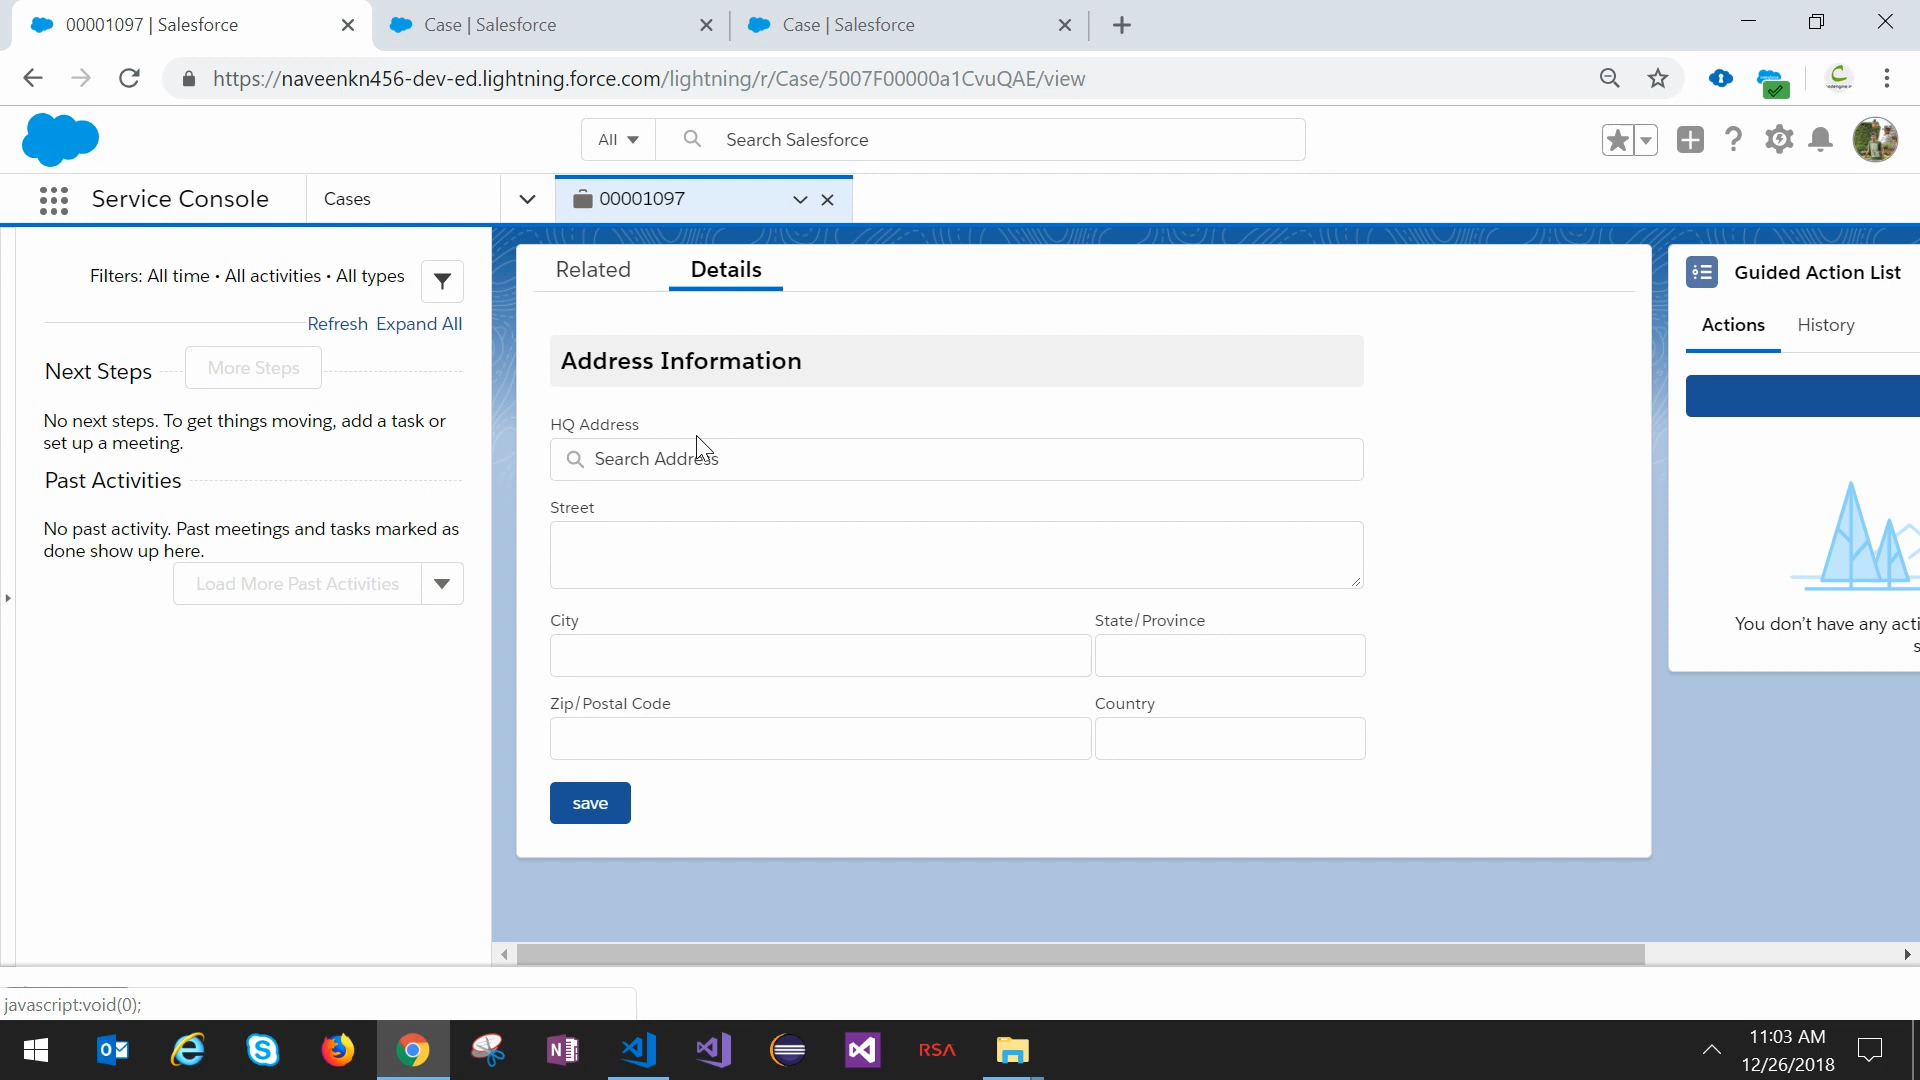 00001097 | Salesforce
Case | Salesforce
Case | Salesforce
https://naveenkn456-dev-ed.lightning.force.com/lightning/r/Case/5007F00000a1CvuQAE/view
All
Search Salesforce
Service Console
Cases
00001097
Filters: All time • All activities • All types
Refresh Expand All
Next Steps
More Steps
No next steps. To get things moving, add a task or
set up a meeting.
Past Activities
No past activity. Past meetings and tasks marked as
done show up here.
Load More Past Activities
Related
Details
Address Information
HQ Address
Search Address
Street
City
State/Province
Zip/Postal Code
Country
save
Guided Action List
Actions
History
You don't have any acti
s
javascript:void(0);
RSA
11:03 AM
12/26/2018